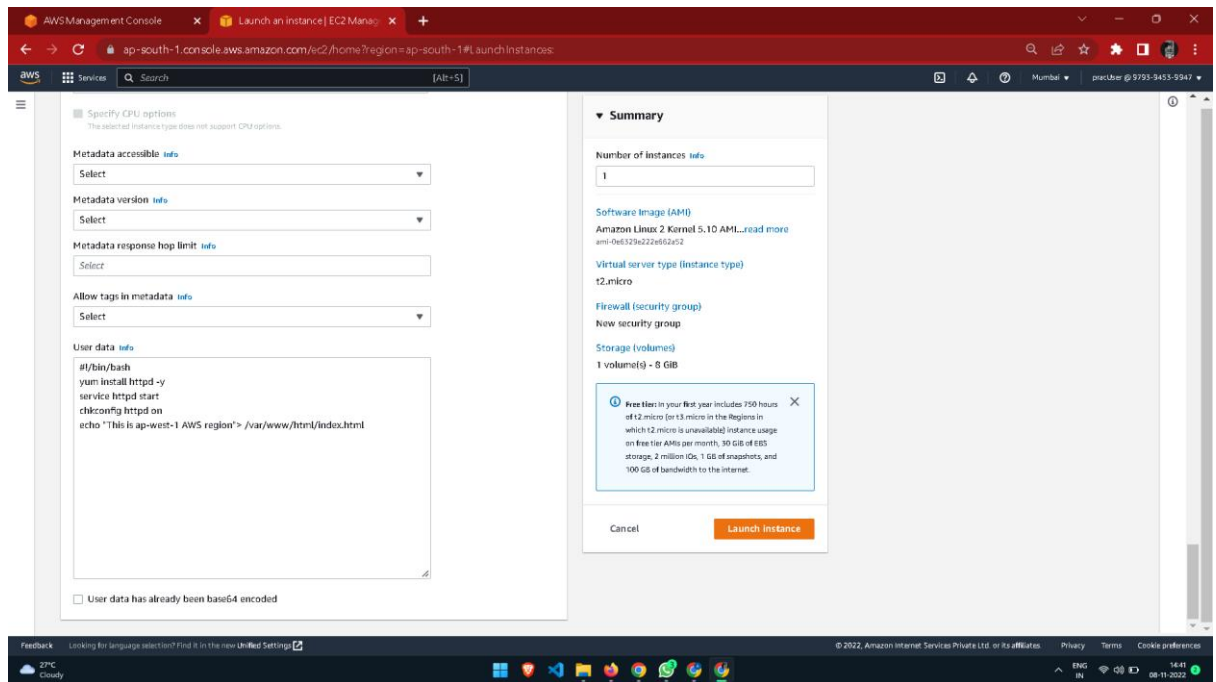 AWS Management Console
Launch an instance | EC2 Manag
ap-south-1.console.aws.amazon.com/ec2/home?region=ap-south-1#LaunchInstances:
aws
Services
Search
[Alt+S]
Mumbai
pracUser @ 9793-9453-9947
Specify CPU options
The selected instance type does not support CPU options.
Metadata accessible Info
Select
Metadata version Info
Select
Metadata response hop limit Info
Select
Allow tags in metadata Info
Select
User data Info
#!/bin/bash
yum install httpd -y
service httpd start
chkconfig httpd on
echo "This is ap-west-1 AWS region"> /var/www/html/index.html
User data has already been base64 encoded
Summary
Number of instances Info
1
Software Image (AMI)
Amazon Linux 2 Kernel 5.10 AMI...read more
ami-0e6329e222e662a52
Virtual server type (instance type)
t2.micro
Firewall (security group)
New security group
Storage (volumes)
1 volume(s) - 8 GiB
Free tier: In your first year includes 750 hours
of t2.micro (or t3.micro in the Regions in
which t2.micro is unavailable) instance usage
on free tier AMIs per month, 30 GiB of EBS
storage, 2 million IOs, 1 GB of snapshots, and
100 GB of bandwidth to the internet.
Cancel
Launch instance
Feedback
Looking for language selection? Find it in the new Unified Settings
© 2022, Amazon Internet Services Private Ltd. or its affiliates.
Privacy
Terms
Cookie preferences
27°C
Cloudy
ENG
IN
14:41
08-11-2022
2